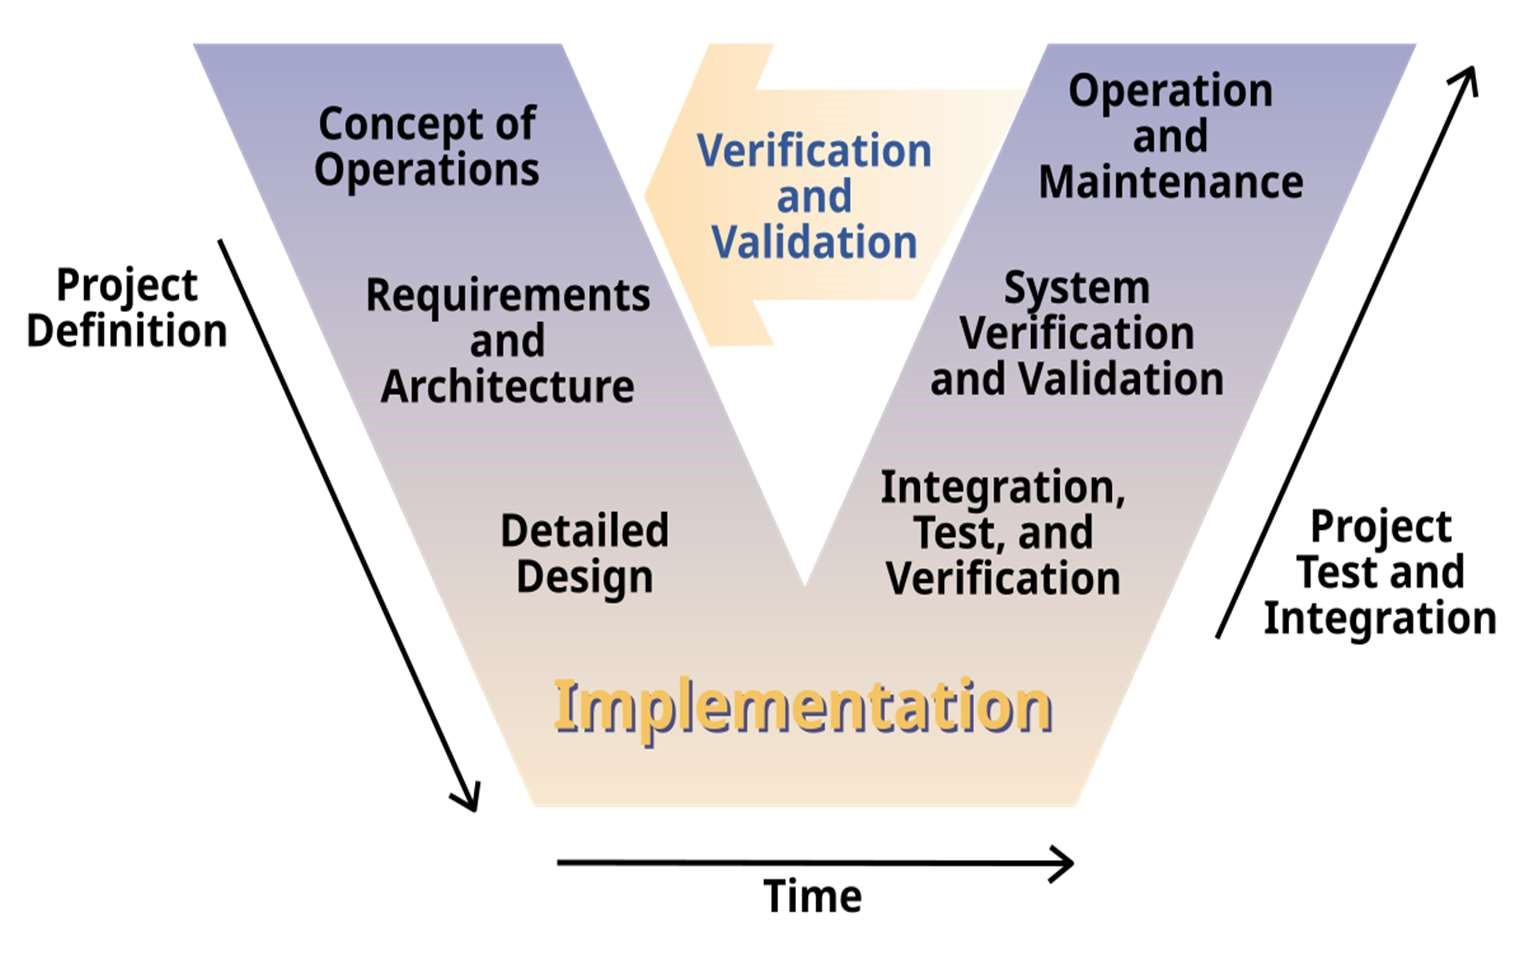 Concept of
Operations
Verification
and
Validation
Operation
and
Maintenance
Project
Definition
Requirements
and
Architecture
System
Verification
and Validation
Detailed
Design
Integration,
Test, and
Verification
Project
Test and
Integration
Implementation
Time